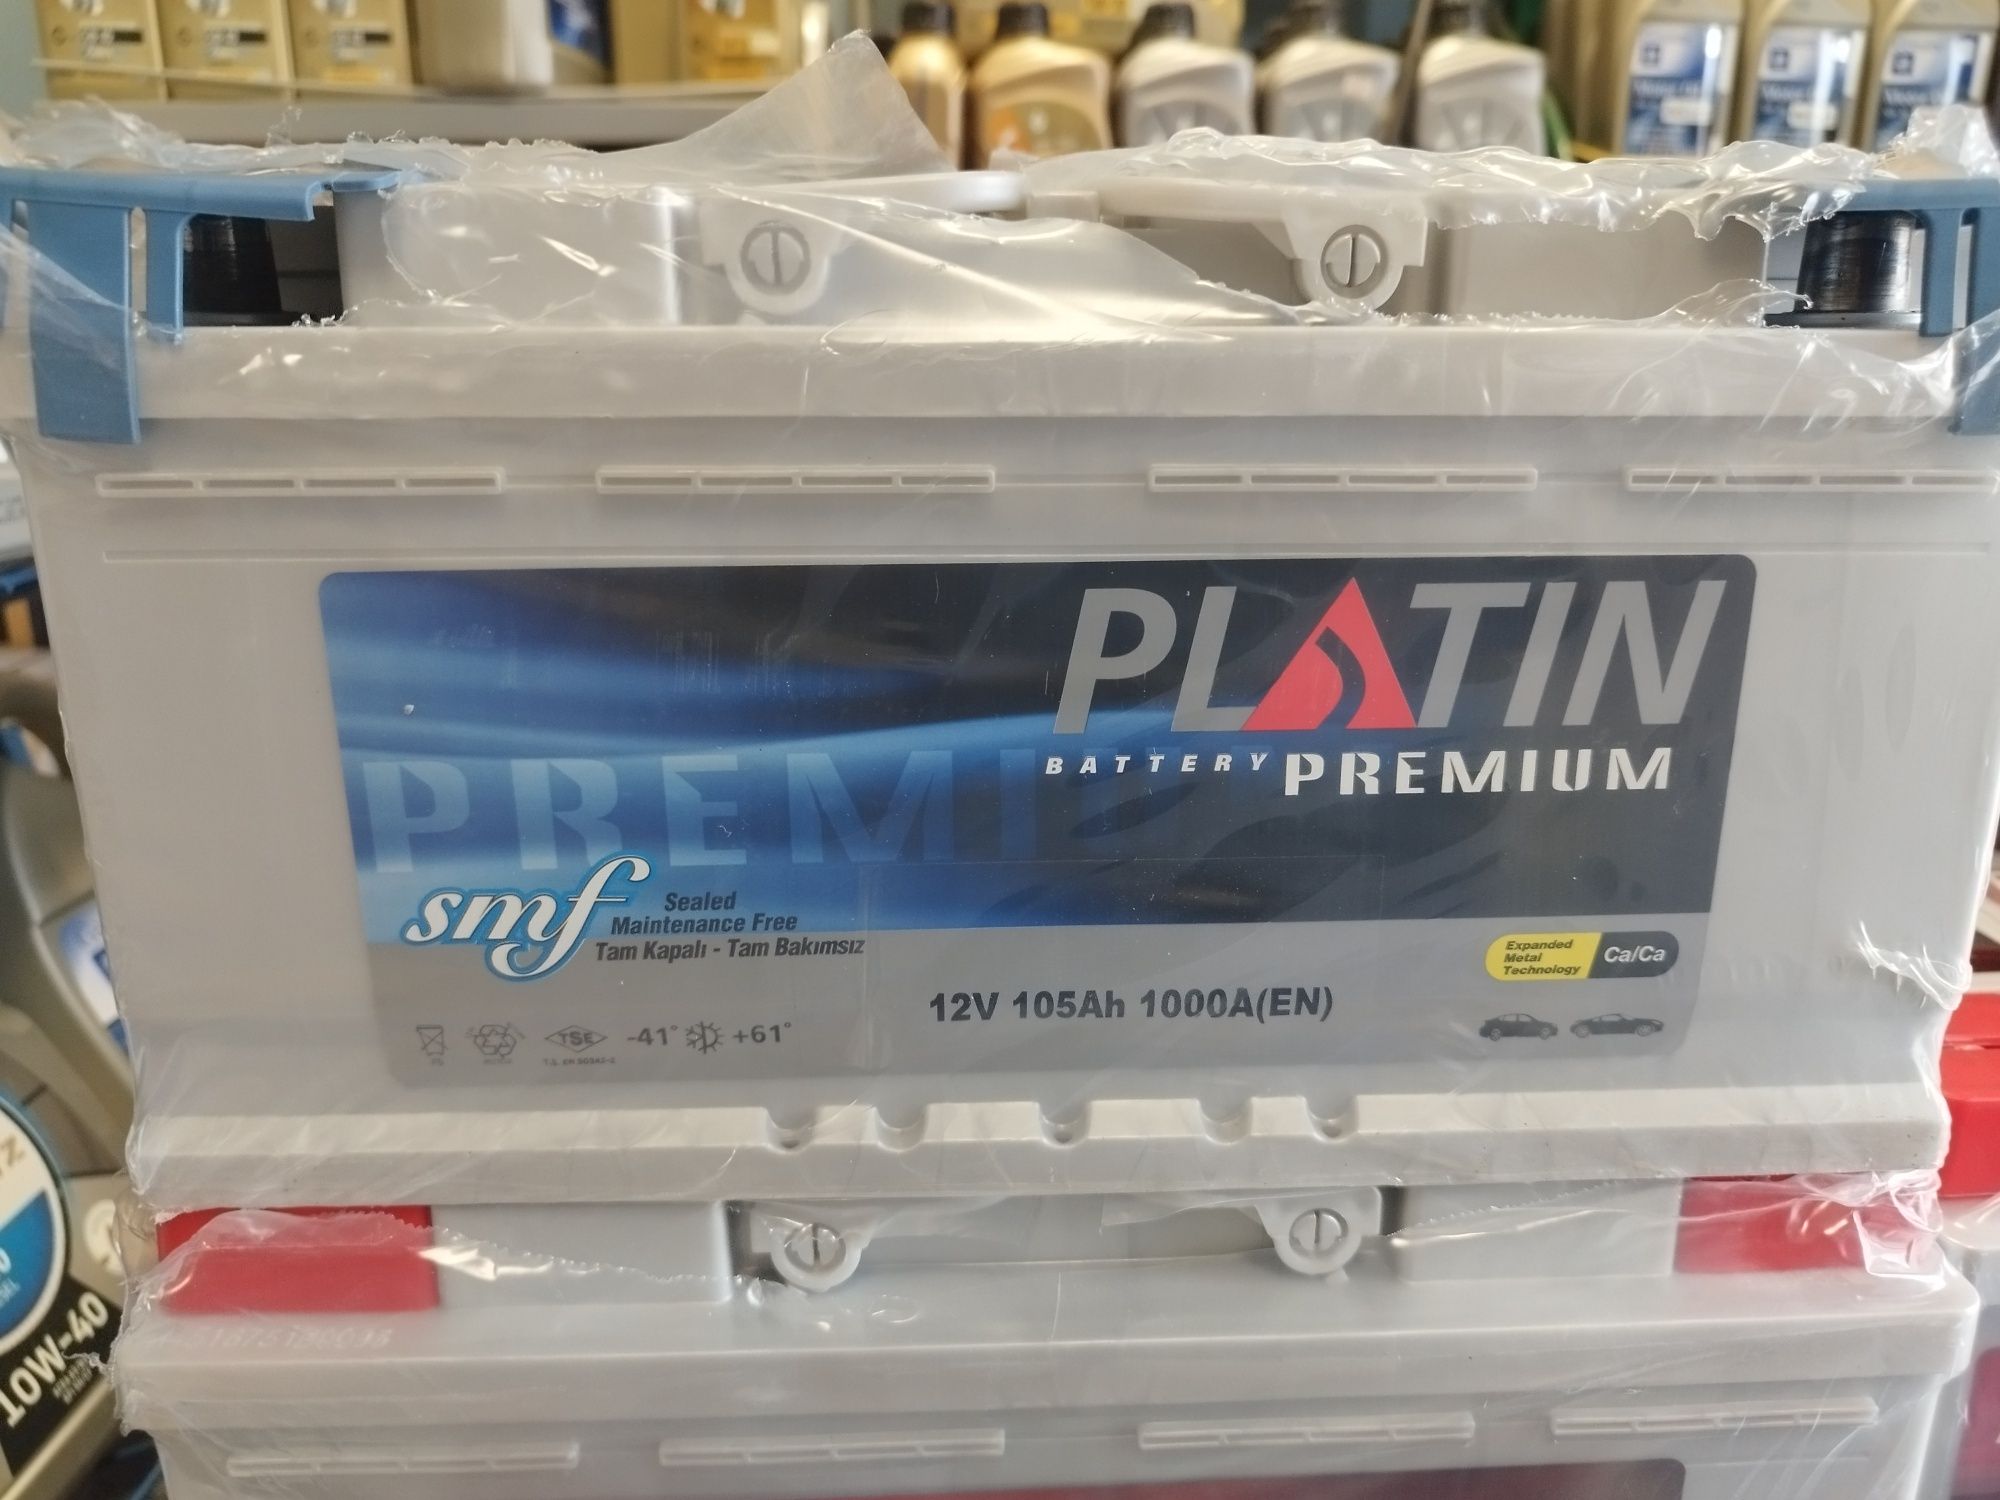 PLATIN
BATTERY PREMIUM
PREMIU
smf
Sealed
Maintenance Free
Tam Kapalı - Tam Bakımsız
Expanded
Metal
Technology
Ca/Ca
12V 105Ah 1000A(EN)
TSE
-41° +61°
10W-40